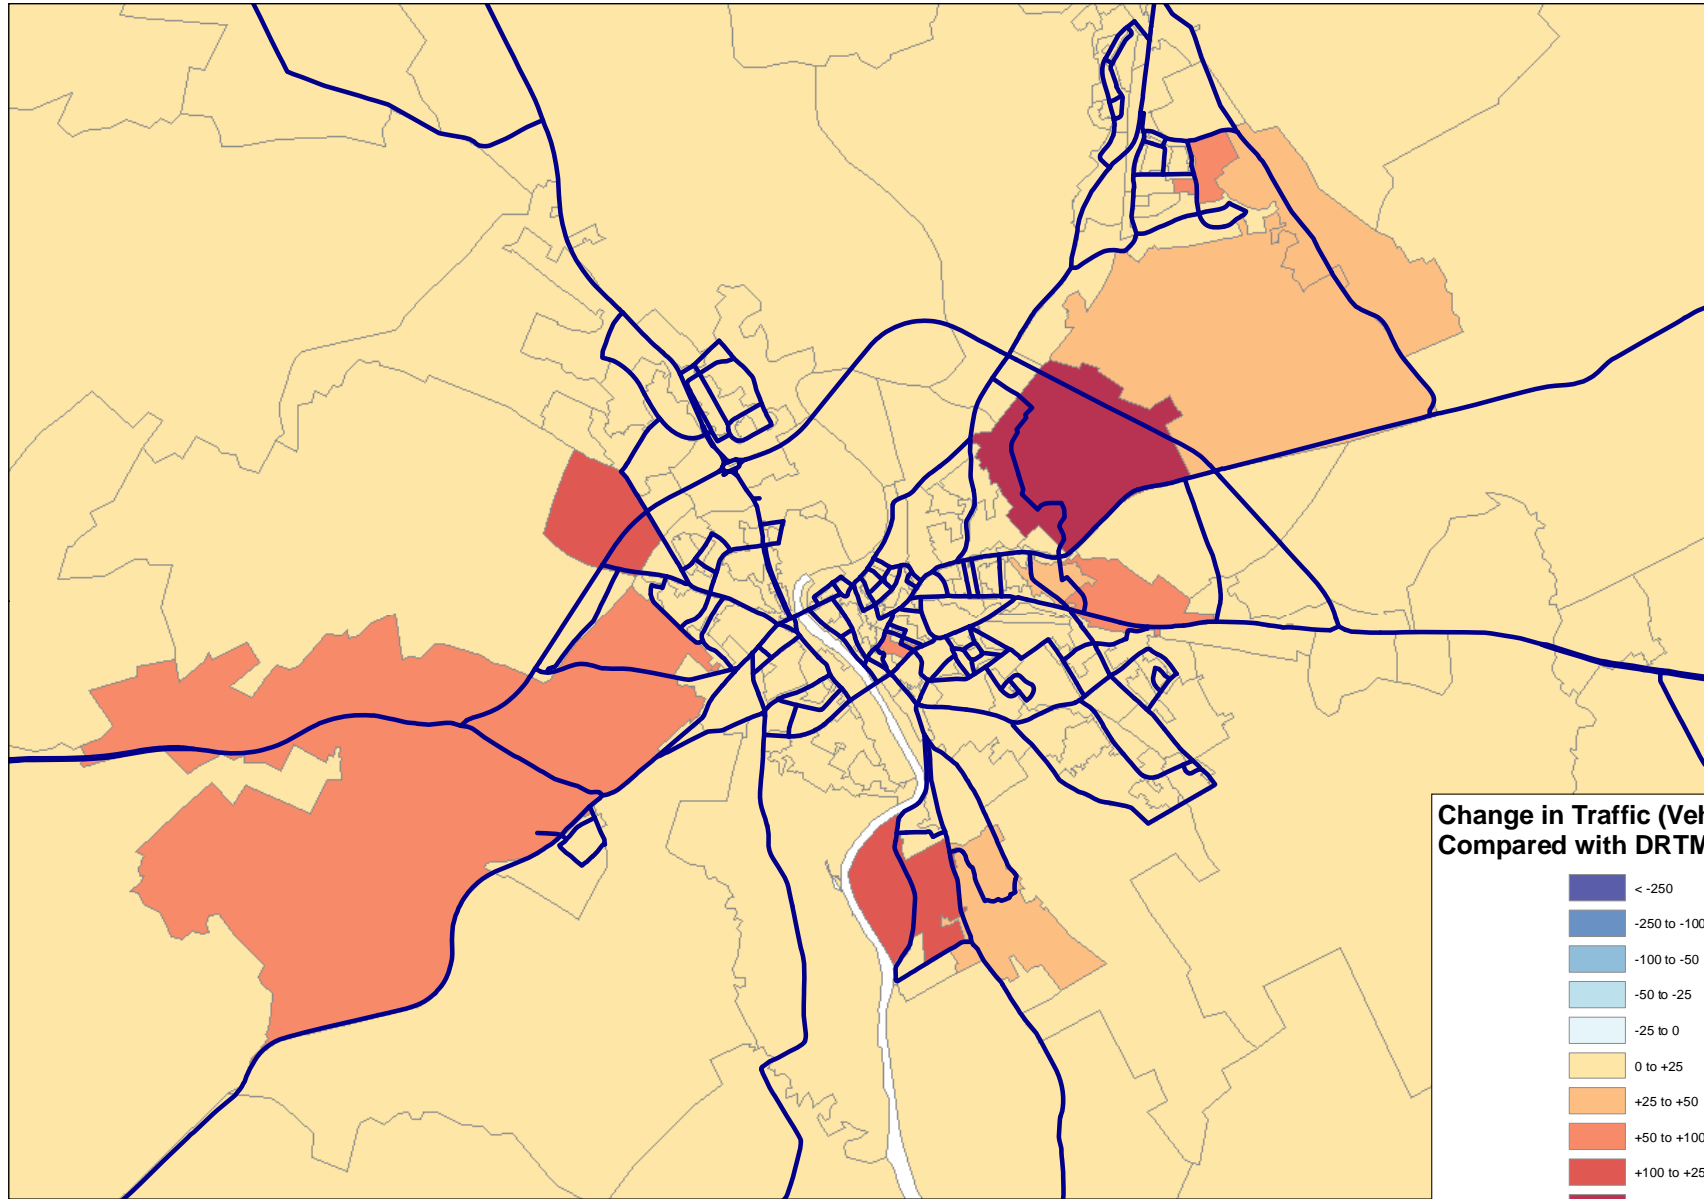 Change in Traffic (Veh
Compared with DRTM
< -250
-250 to -100
-100 to -50
-50 to -25
-25 to 0
0 to +25
+25 to +50
+50 to +100
+100 to +25